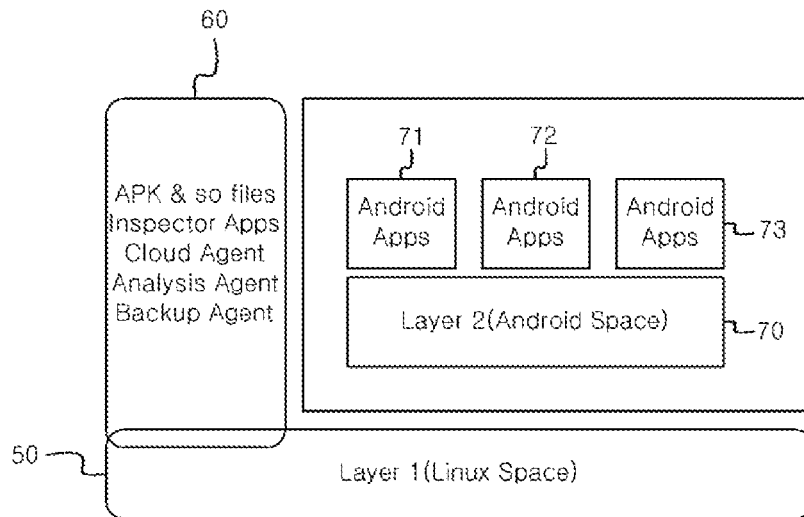 60
APK & so files
Inspector Apps
Cloud Agent
Analysis Agent
Backup Agent
71
72
Android
Apps
Android
Apps
Android
Apps
73
Layer 2(Android Space)
70
50
Layer 1(Linux Space)